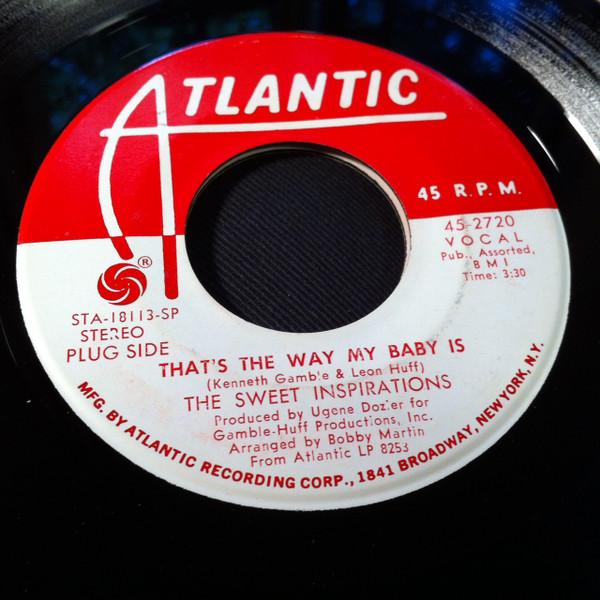 ATLANTIC
45 R.P.M.
45-2720
VOCAL
Pub., Assorted,
BMI
Time: 3:30
®
STA-18113-SP
STEREO
PLUG SIDE
THAT'S THE WAY MY BABY IS
(Kenneth Gamble & Leon Huff)
THE SWEET INSPIRATIONS
Produced by Ugene Dozier for
Gamble-Huff Productions, Inc.
Arranged by Bobby Martin
From Atlantic LP 8253
MFG. BY ATLANTIC RECORDING CORP., 1841 BROADWAY, NEW YORK, N.Y.